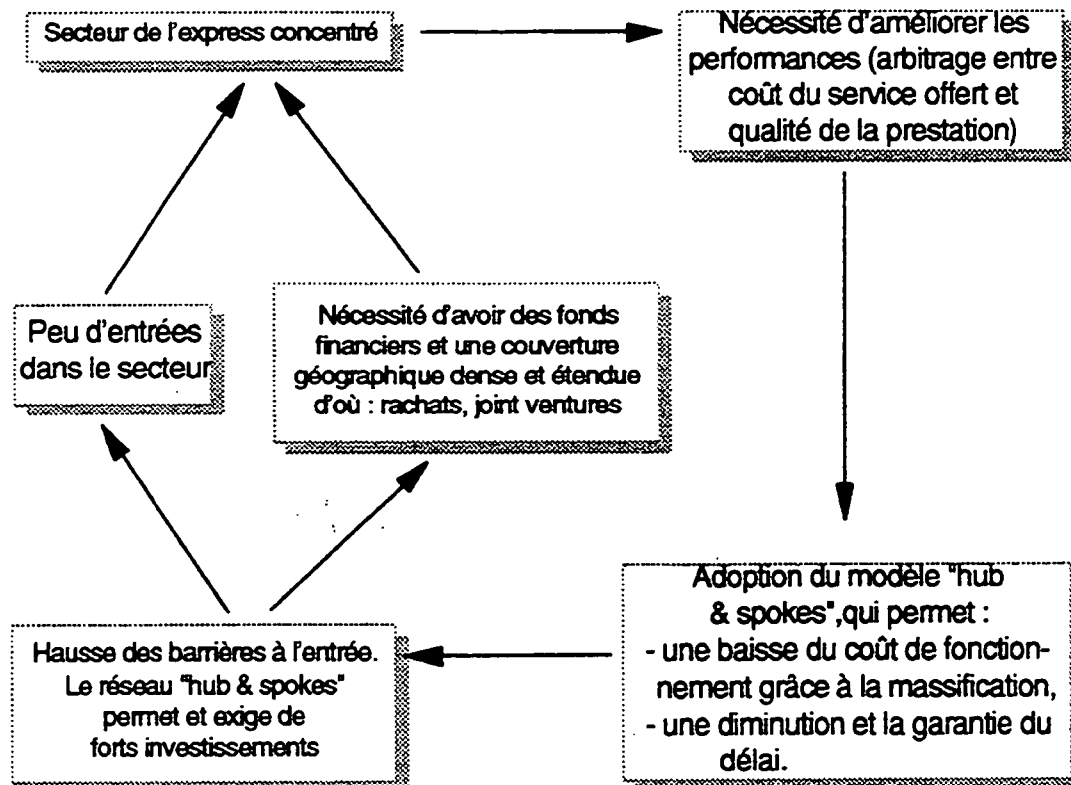 Secteur de l'express concentré
Nécessité d'améliorer les
performances (arbitrage entre
coût du service offert et
qualité de la prestation)
Peu d'entrées
dans le secteur
Nécessité d'avoir des fonds
financiers et une couverture
géographique dense et étendue
d'où : rachats, joint ventures
Hausse des barrières à l'entrée.
Le réseau "hub & spokes"
permet et exige de
forts investissements
Adoption du modèle "hub
& spokes",qui permet :
- une baisse du coût de fonction-
nement grâce à la massification,
- une diminution et la garantie du
délai.